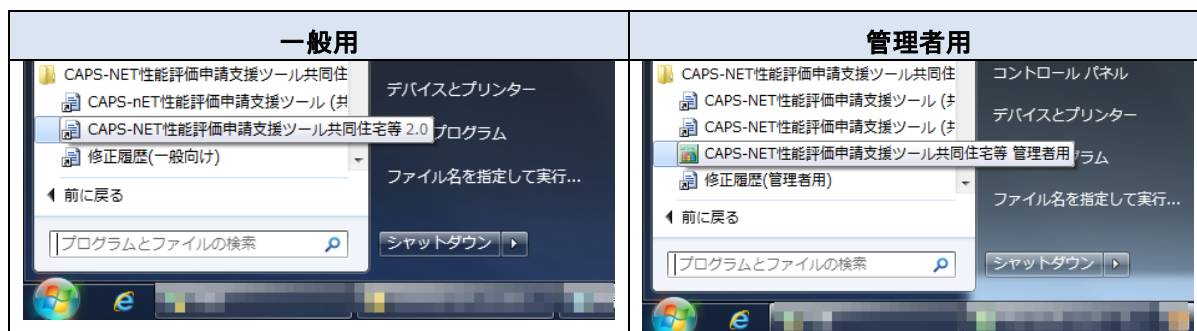 一般用
CAPS-NET性能評価申請支援ツール共同住
CAPS-nET性能評価申請支援ツール (共
CAPS-NET性能評価申請支援ツール共同住宅等 2.0
修正履歴(一般向け)
前に戻る
プログラムとファイルの検索
デバイスとプリンター
プログラム
ファイル名を指定して実行...
シャットダウン
管理者用
CAPS-NET性能評価申請支援ツール共同住
CAPS-NET性能評価申請支援ツール (共
CAPS-NET性能評価申請支援ツール (共
CAPS-NET性能評価申請支援ツール共同住宅等 管理者用
修正履歴(管理者用)
前に戻る
プログラムとファイルの検索
コントロール パネル
デバイスとプリンター
ラム
ファイル名を指定して実行...
シャットダウン